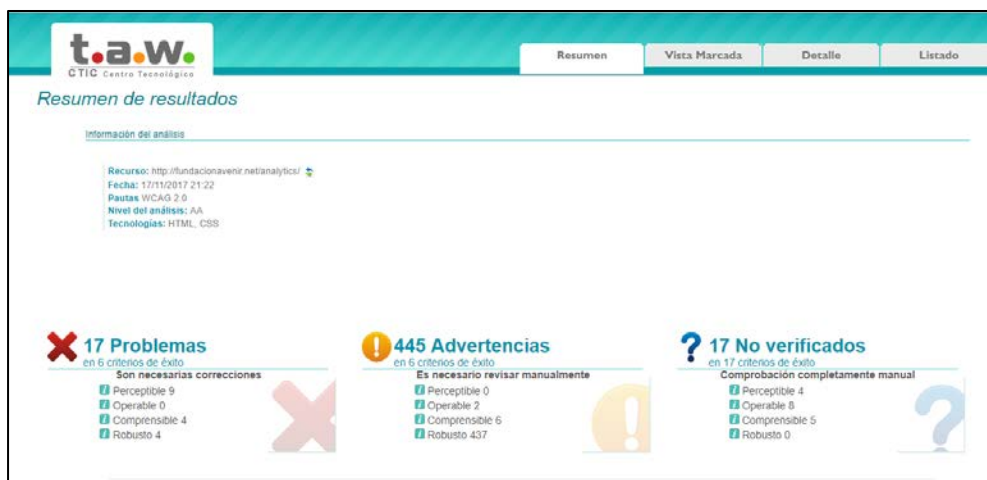 t.a.w.
CTIC Centro Tecnológico
Resumen
Vista Marcada
Detalle
Listado
Resumen de resultados
Información del análisis
Recurso: http://fundacionavenir.net/analytics/
Fecha: 17/11/2017 21:22
Pautas WCAG 2.0
Nivel del análisis: AA
Tecnologías: HTML, CSS
17 Problemas
en 6 criterios de éxito
Son necesarias correcciones
Perceptible 9
Operable 0
Comprensible 4
Robusto 4
445 Advertencias
en 6 criterios de éxito
Es necesario revisar manualmente
Perceptible 0
Operable 2
Comprensible 6
Robusto 437
17 No verificados
en 17 criterios de éxito
Comprobación completamente manual
Perceptible 4
Operable 8
Comprensible 5
Robusto 0